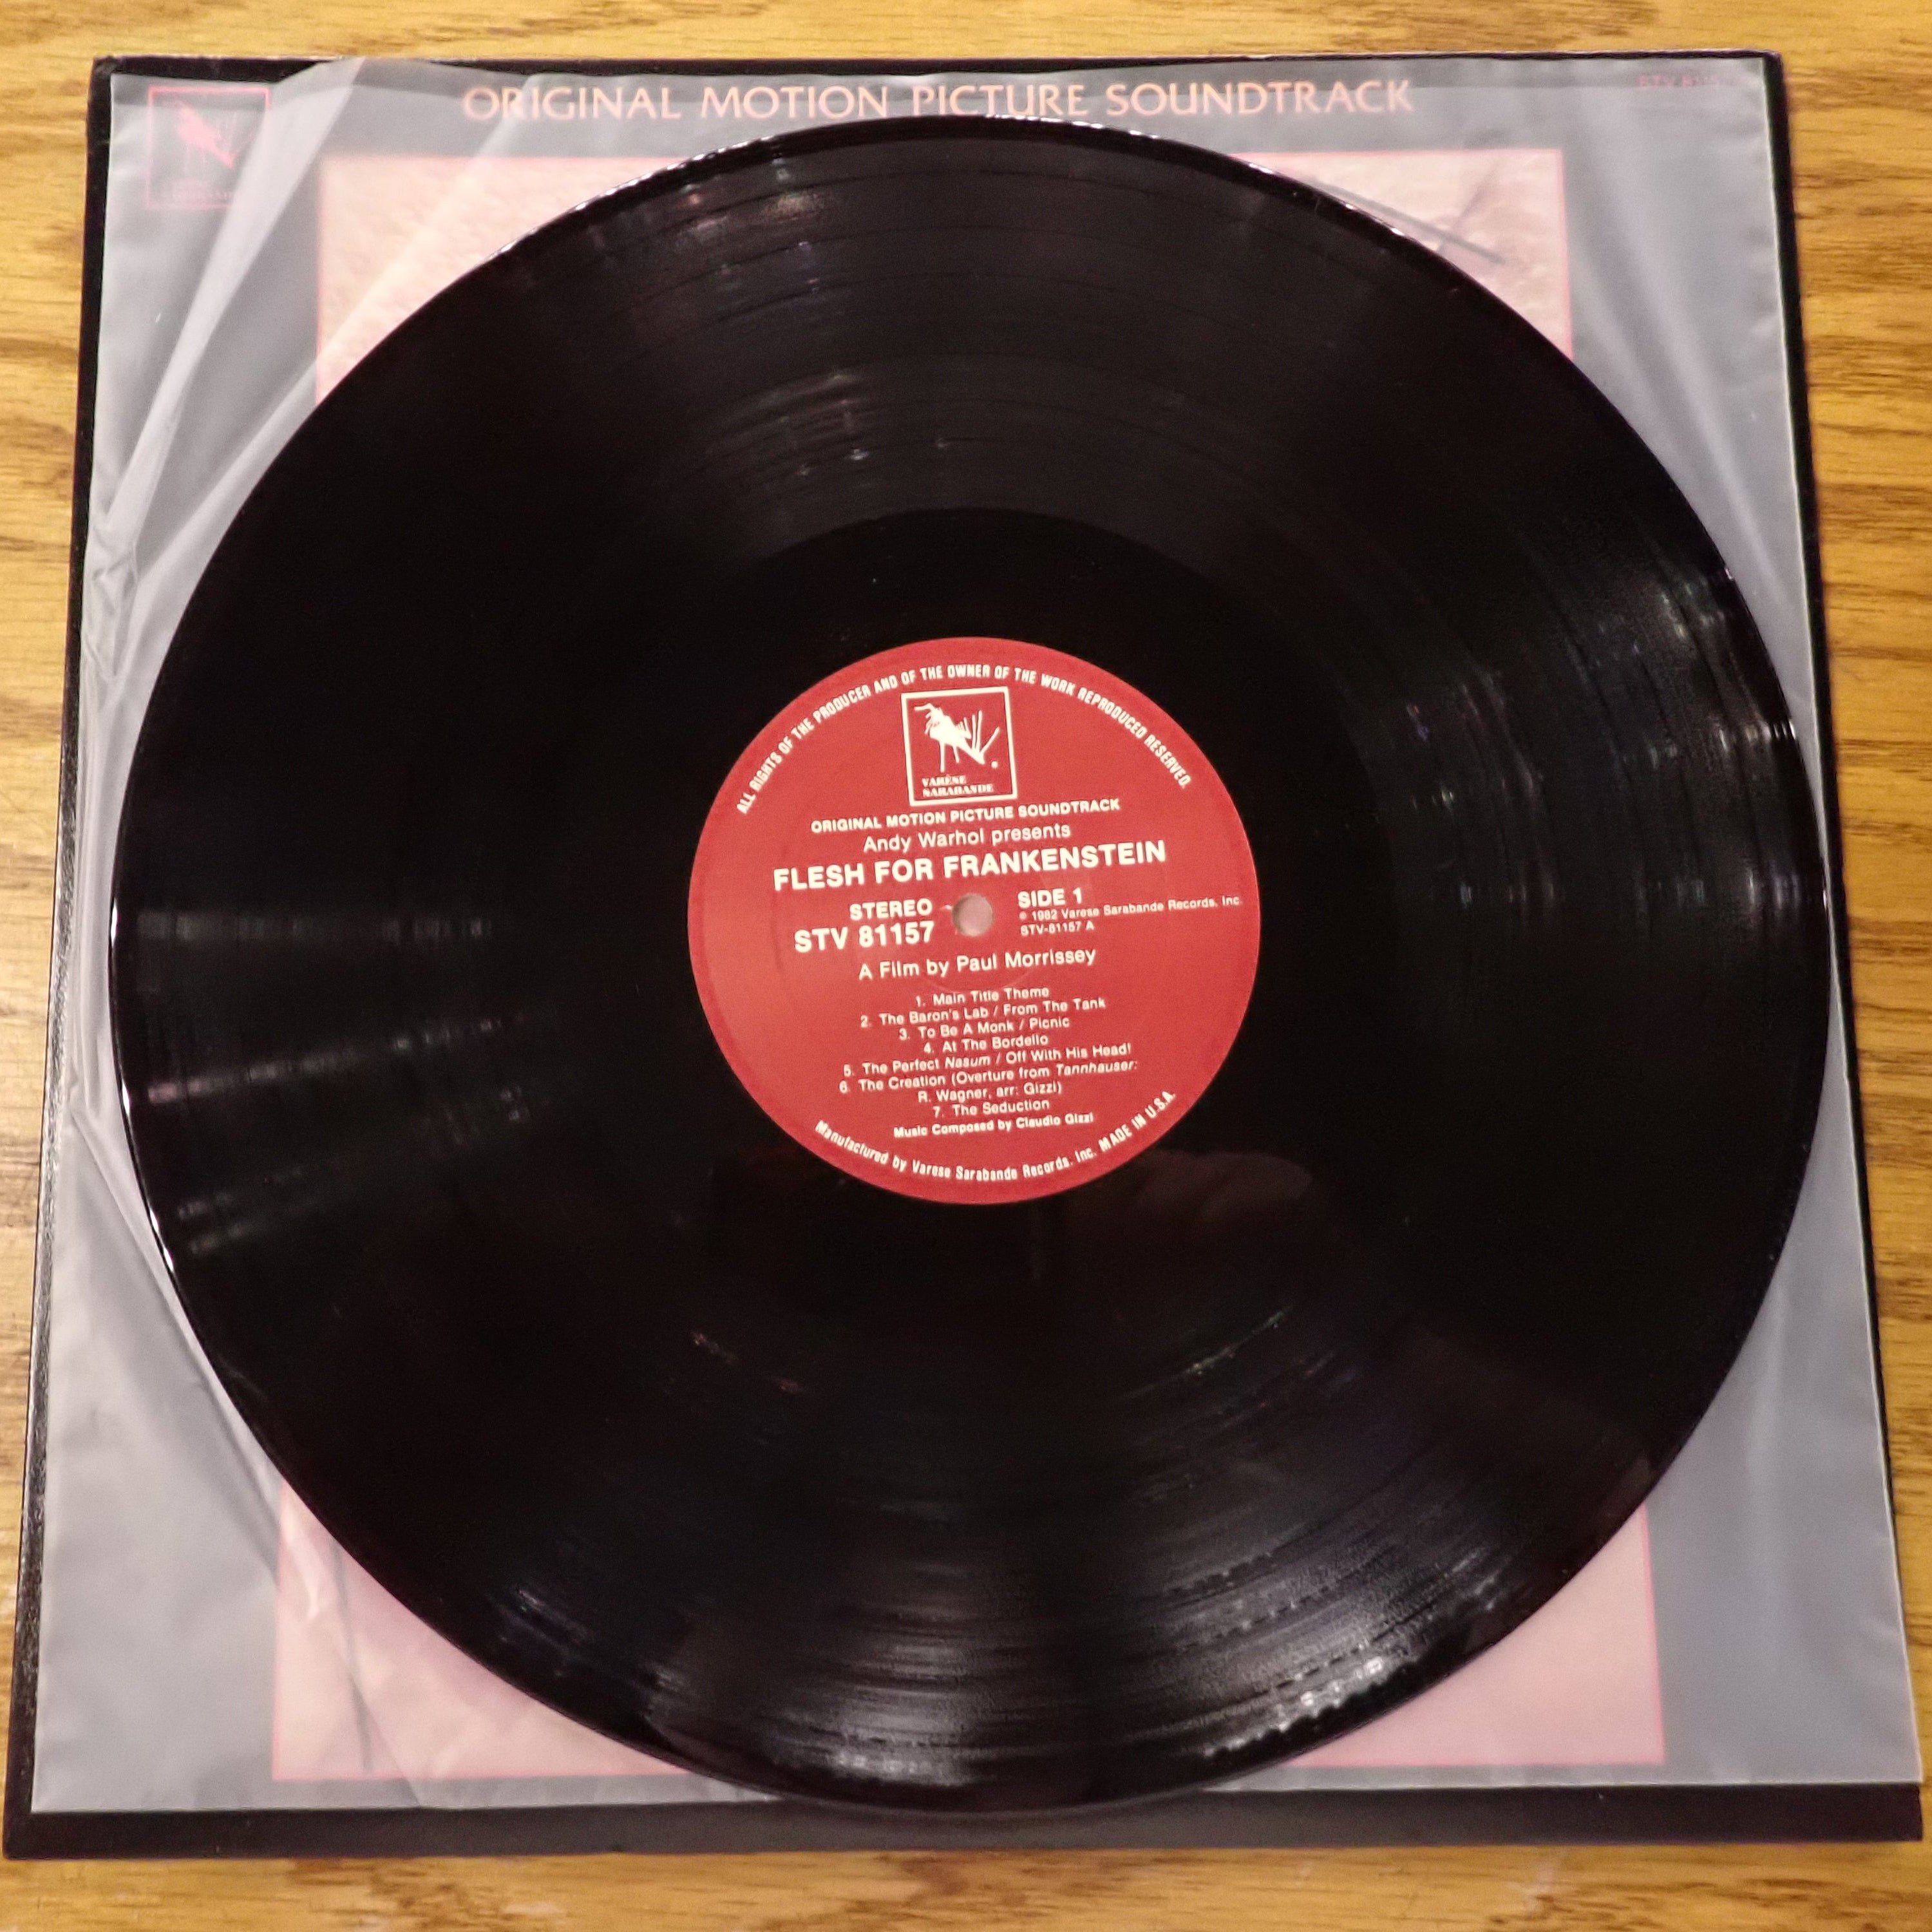 ORIGINAL MOTION PICTURE SOUNDTRACK
ALL RIGHTS OF THE PRODUCER AND OF THE OWNER OF THE WORK REPRODUCED RESERVED.
VARÈSE
SARABANDE
ORIGINAL MOTION PICTURE SOUNDTRACK
Andy Warhol presents
FLESH FOR FRANKENSTEIN
STEREO
STV 81157
SIDE 1
℗ 1982 Varese Sarabande Records, Inc.
STV-81157 A
A Film by Paul Morrissey
1. Main Title Theme
2. The Baron's Lab / From The Tank
3. To Be A Monk / Picnic
4. At The Bordello
5. The Perfect Nasum / Off With His Head!
6. The Creation (Overture from Tannhauser:
R. Wagner, arr: Gizzi)
7. The Seduction
Music Composed by Claudio Gizzi
Manufactured by Varese Sarabande Records, Inc. MADE IN U.S.A.